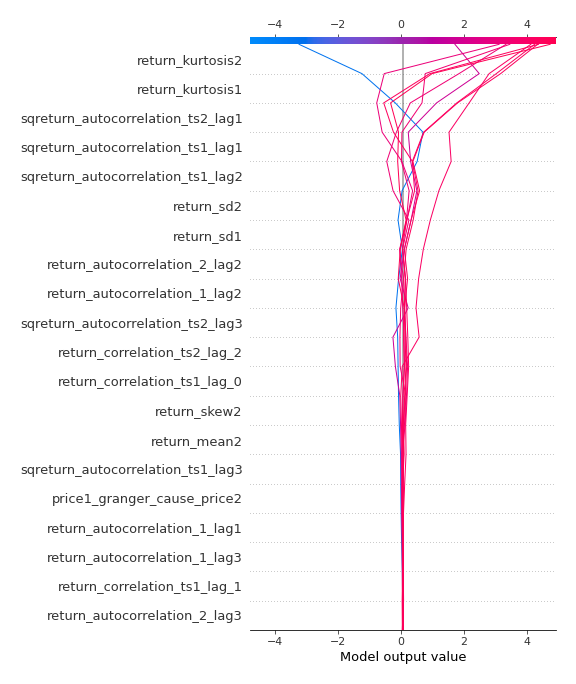 −4 −2 0 2 4
return_kurtosis2
return_kurtosis1
sqreturn_autocorrelation_ts2_lag1
sqreturn_autocorrelation_ts1_lag1
sqreturn_autocorrelation_ts1_lag2
return_sd2
return_sd1
return_autocorrelation_2_lag2
return_autocorrelation_1_lag2
sqreturn_autocorrelation_ts2_lag3
return_correlation_ts2_lag_2
return_correlation_ts1_lag_0
return_skew2
return_mean2
sqreturn_autocorrelation_ts1_lag3
price1_granger_cause_price2
return_autocorrelation_1_lag1
return_autocorrelation_1_lag3
return_correlation_ts1_lag_1
return_autocorrelation_2_lag3
−4 −2 0 2 4
Model output value